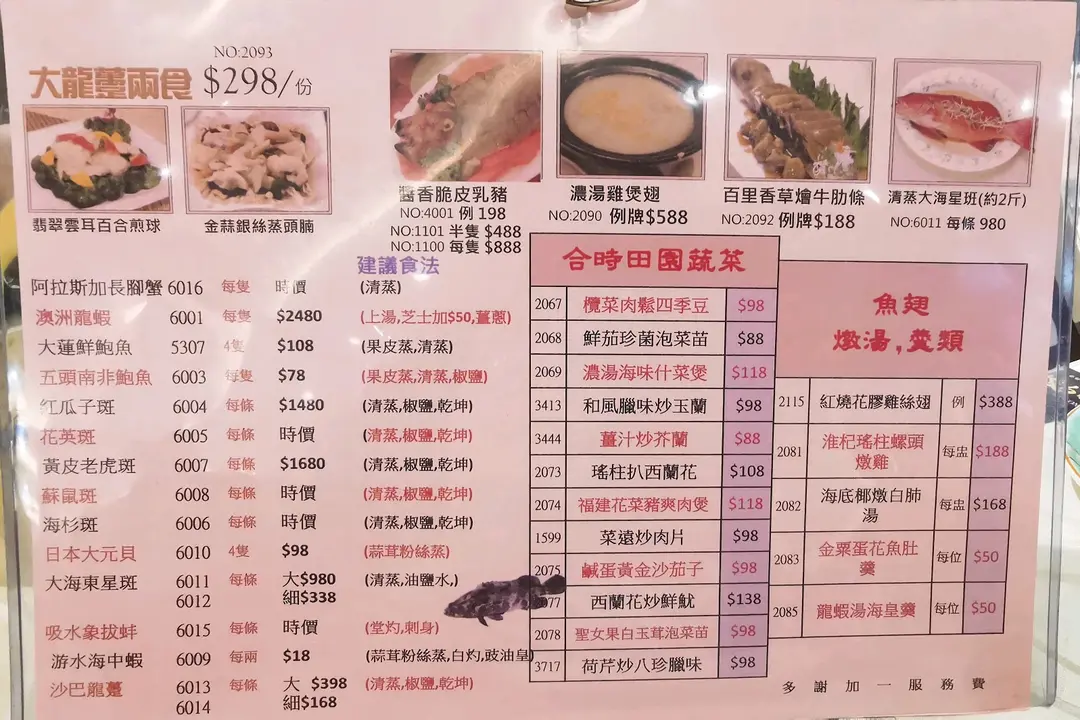 NO:2093
大龍躉兩食 $298/份
翡翠雲耳百合煎球
金蒜銀絲蒸頭腩
醬香脆皮乳豬
NO:4001 例 198
NO:1101 半隻 $488
NO:1100 每隻 $888
濃湯雞煲翅
NO:2090 例牌$588
百里香草燴牛肋條
NO:2092 例牌$188
清蒸大海星班(約2斤)
NO:6011 每條 980
建議食法
阿拉斯加長腳蟹 6016 每隻 時價 (清蒸)
澳洲龍蝦 6001 每隻 $2480 (上湯,芝士加$50,薑蔥)
大蓮鮮鮑魚 5307 4隻 $108 (果皮蒸,清蒸)
五頭南非鮑魚 6003 每隻 $78 (果皮蒸,清蒸,椒鹽)
紅瓜子斑 6004 每條 $1480 (清蒸,椒鹽,乾坤)
花英斑 6005 每條 時價 (清蒸,椒鹽,乾坤)
黃皮老虎斑 6007 每條 $1680 (清蒸,椒鹽,乾坤)
蘇鼠斑 6008 每條 時價 (清蒸,椒鹽,乾坤)
海杉斑 6006 每條 時價 (清蒸,椒鹽,乾坤)
日本大元貝 6010 4隻 $98 (蒜茸粉絲蒸)
大海東星斑 6011 每條 大$980 (清蒸,油鹽水,)
6012 細$338
吸水象拔蚌 6015 每條 時價 (堂灼,刺身)
游水海中蝦 6009 每兩 $18 (蒜茸粉絲蒸,白灼,豉油皇)
沙巴龍躉 6013 每條 大 $398 (清蒸,椒鹽,乾坤)
6014 細$168
合時田園蔬菜
2067 欖菜肉鬆四季豆 $98
2068 鮮茄珍菌泡菜苗 $88
2069 濃湯海味什菜煲 $118
3413 和風臘味炒玉蘭 $98
3444 薑汁炒芥蘭 $88
2073 瑤柱扒西蘭花 $108
2074 福建花菜豬爽肉煲 $118
1599 菜遠炒肉片 $98
2075 鹹蛋黃金沙茄子 $98
077 西蘭花炒鮮魷 $138
2078 聖女果白玉茸泡菜苗 $98
3717 荷芹炒八珍臘味 $98
魚翅
燉湯,羹類
2115 紅燒花膠雞絲翅 例 $388
2081 淮杞瑤柱螺頭 每盅 $188
燉雞
2082 海底椰燉白肺 每盅 $168
湯
2083 金粟蛋花魚肚 每位 $50
羹
2085 龍蝦湯海皇羹 每位 $50
多謝加一服務費